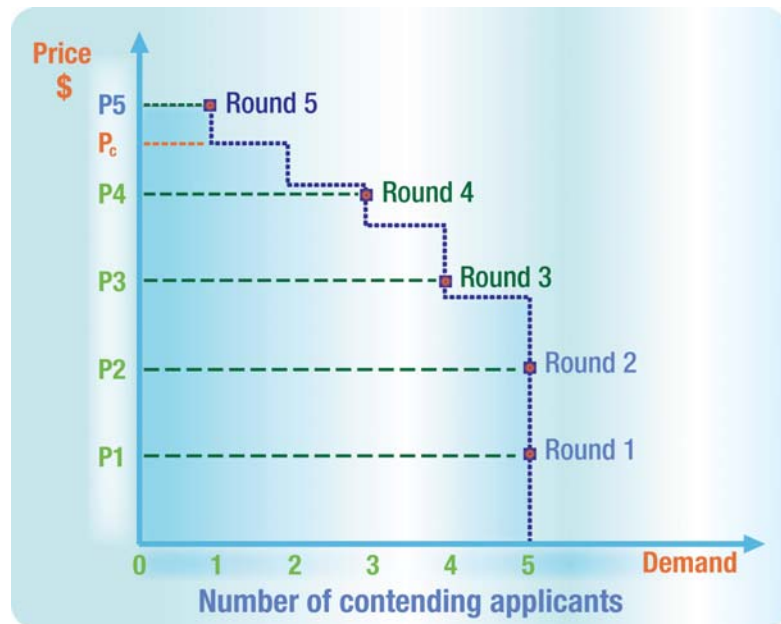 Price
$
P5
Round 5
Pc
P4
Round 4
P3
Round 3
P2
Round 2
P1
Round 1
0 1 2 3 4 5 Demand
Number of contending applicants